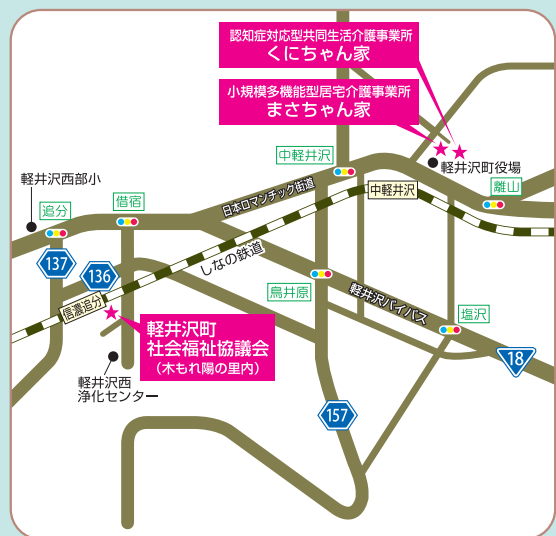 認知症対応型共同生活介護事業所
くにちゃん家
小規模多機能型居宅介護事業所
まさちゃん家
中軽井沢
軽井沢町役場
軽井沢西部小
追分
借宿
日本ロマンチック街道
中軽井沢
離山
137
136
しなの鉄道
信濃追分
鳥井原
軽井沢バイパス
塩沢
軽井沢町
社会福祉協議会
（木もれ陽の里内）
18
軽井沢西
浄化センター
157